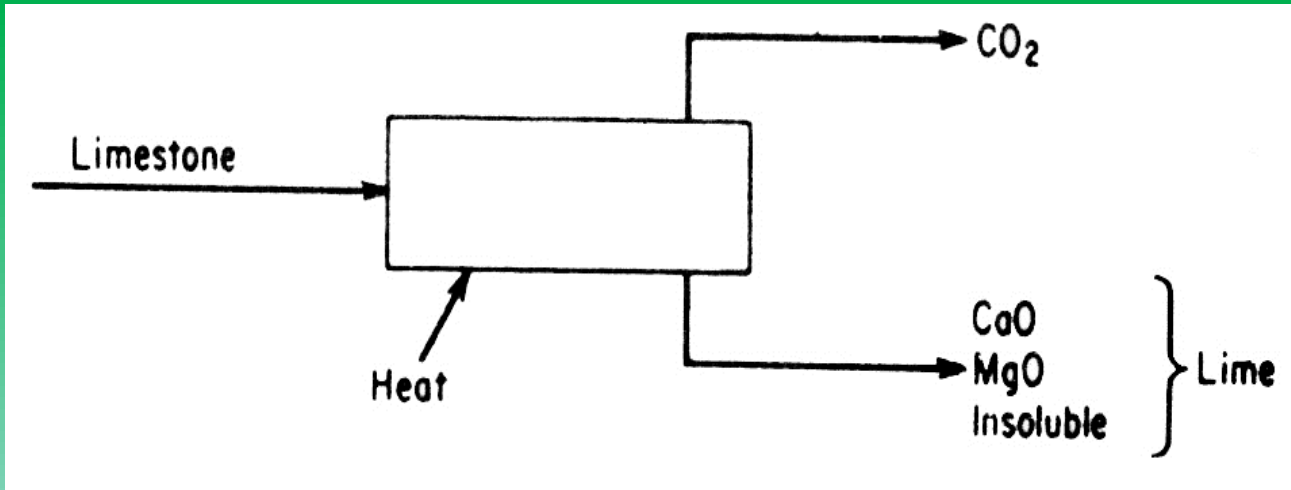 CO₂
Limestone
Heat
CaO
MgO
Insoluble
Lime